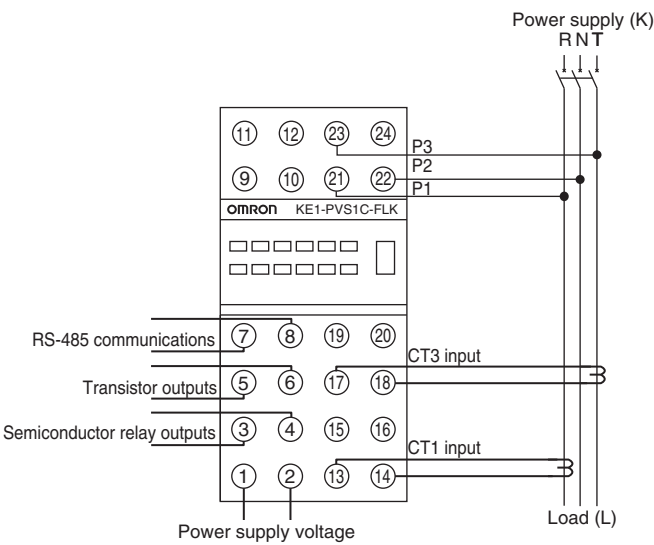 Power supply (K)
R N T
11 12 23 24
P3
P2
9 10 21 22
P1
OMRON KE1-PVS1C-FLK
RS-485 communications
7 8 19 20
CT3 input
Transistor outputs
5 6 17 18
Semiconductor relay outputs
3 4 15 16
CT1 input
1 2 13 14
Load (L)
Power supply voltage